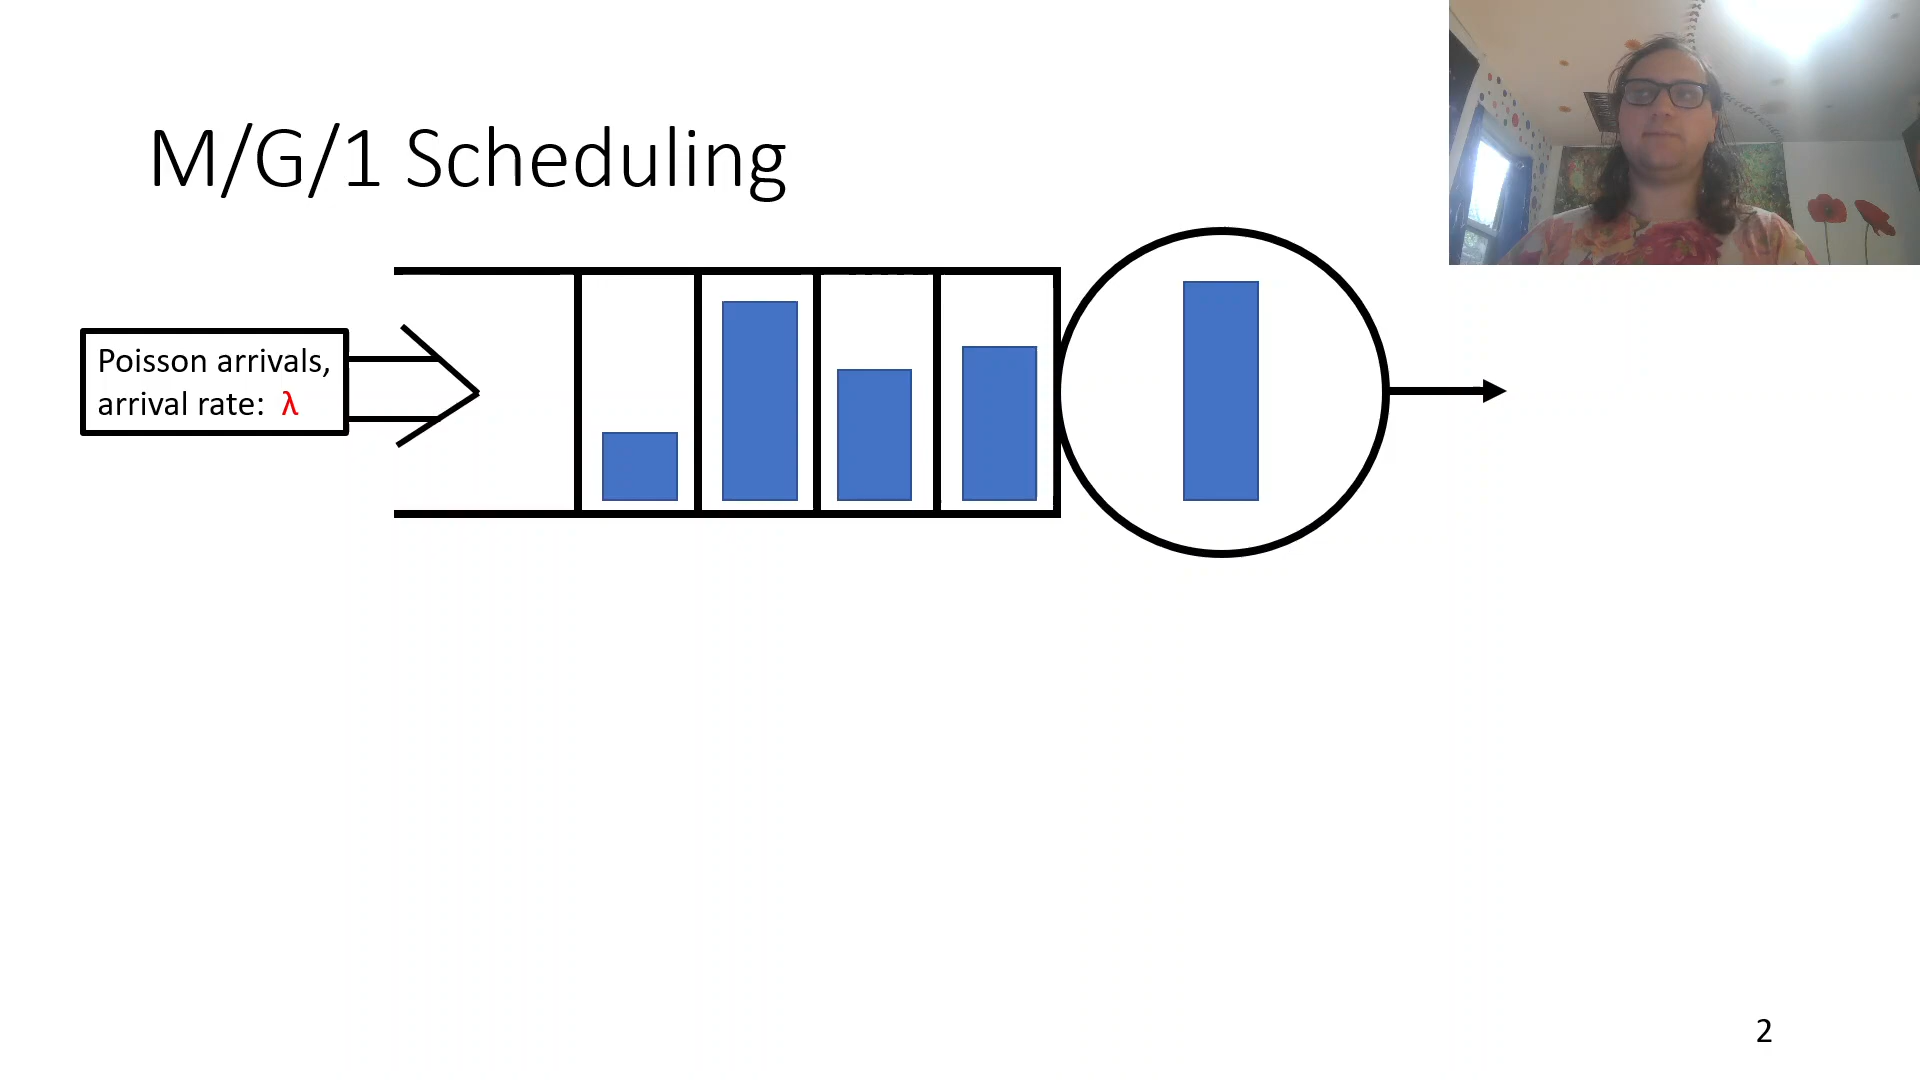 M/G/1 Scheduling
Poisson arrivals,
arrival rate: λ
2